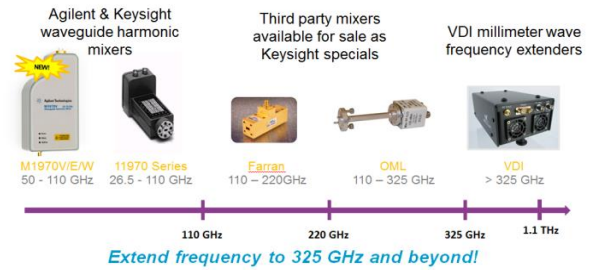 Agilent & Keysight
waveguide harmonic
mixers
Third party mixers
available for sale as
Keysight specials
VDI millimeter wave
frequency extenders
NEW!
Agilent Technologies
M1970V/E/W
50 - 110 GHz
11970 Series
26.5 - 110 GHz
Farran
110 – 220GHz
OML
110 – 325 GHz
VDI
> 325 GHz
110 GHz
220 GHz
325 GHz
1.1 THz
Extend frequency to 325 GHz and beyond!